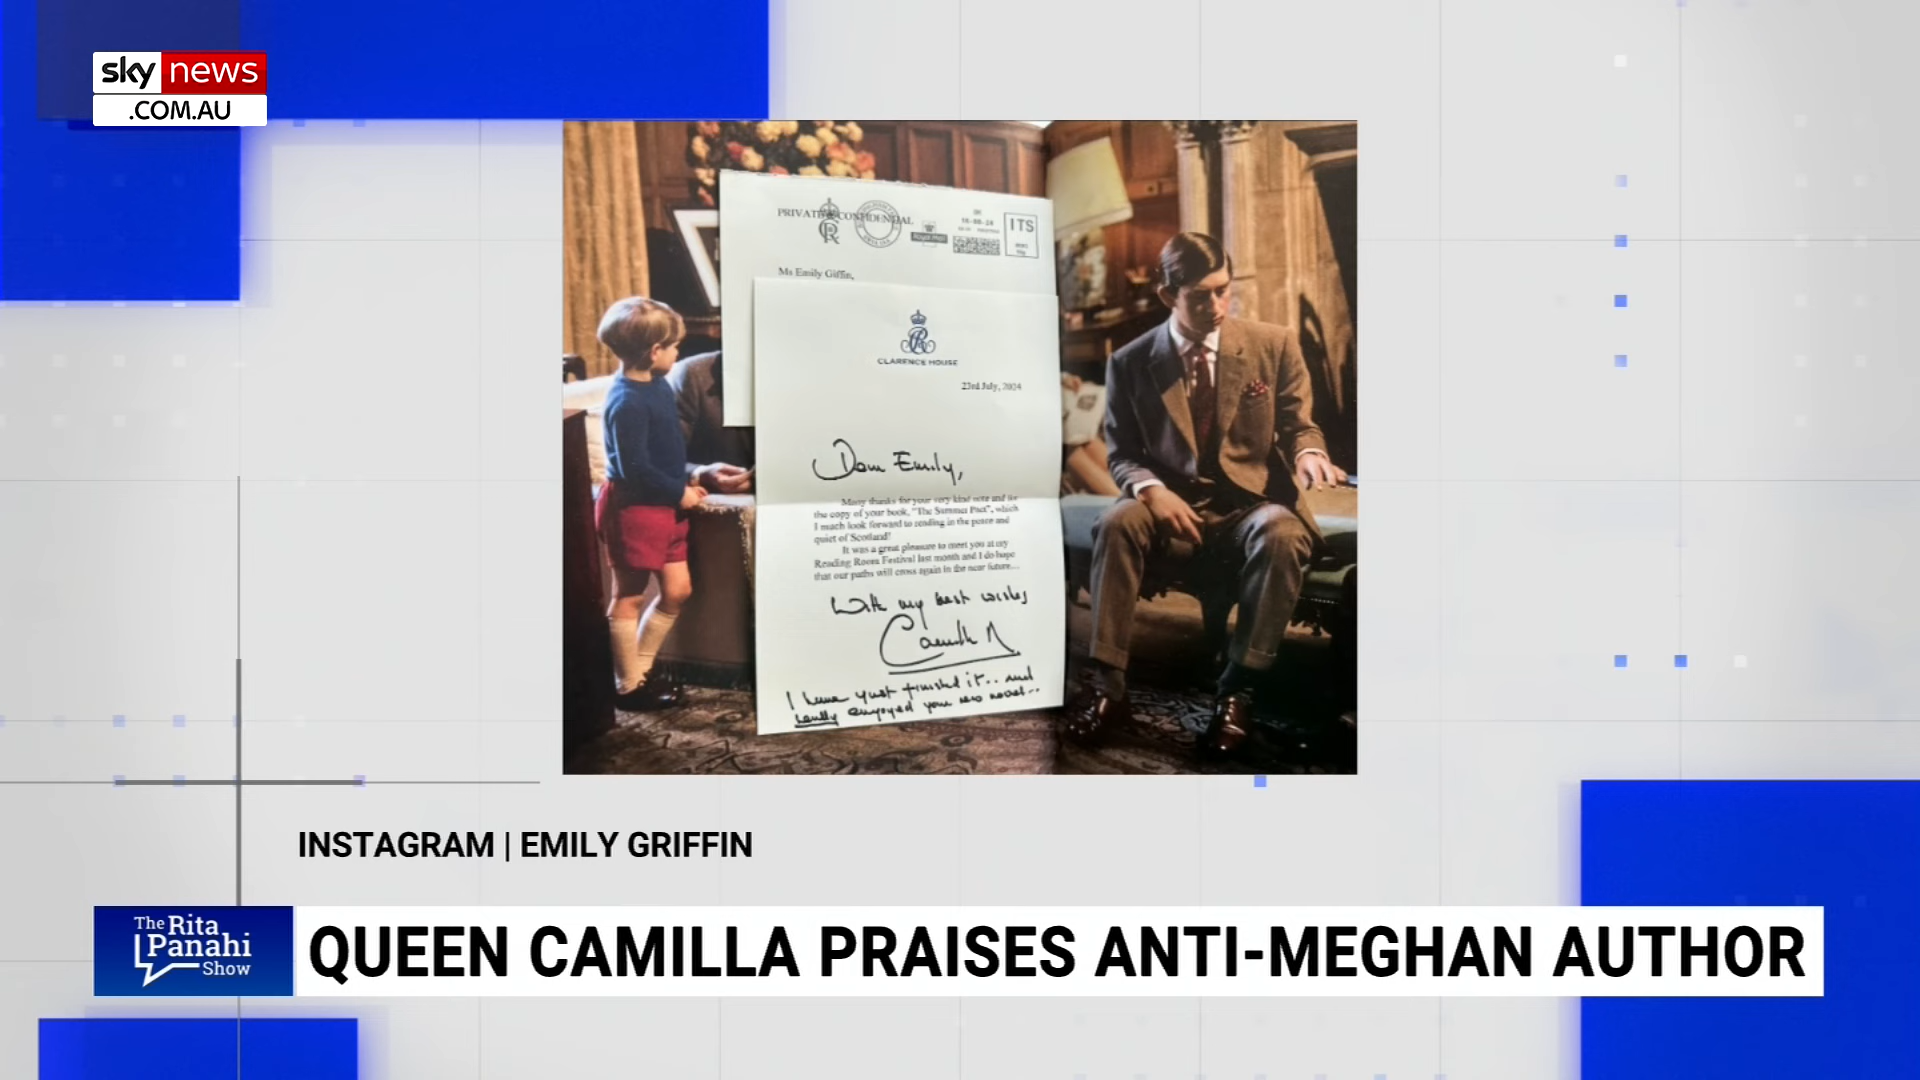 sky news
.COM.AU
PRIVATE CONFIDENTIAL
Royal Mail
ITS
Ms Emily Giffin,
CLARENCE HOUSE
23rd July, 2024
Dear Emily,
Many thanks for your very kind note and for
the copy of your book, "The Summer Pact", which
I much look forward to reading in the peace and
quiet of Scotland!
It was a great pleasure to meet you at my
Reading Room Festival last month and I do hope
that our paths will cross again in the near future...
With my best wishes
Camilla R
I have just finished it.. and
really enjoyed your new novel..
INSTAGRAM | EMILY GRIFFIN
The Rita
Panahi
Show
QUEEN CAMILLA PRAISES ANTI-MEGHAN AUTHOR